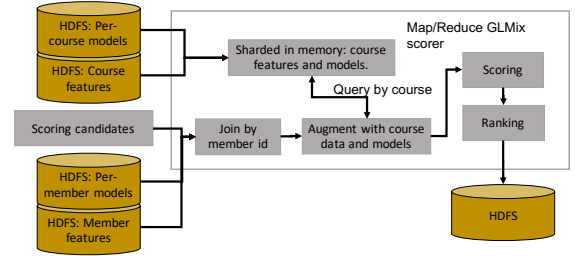 HDFS: Per-
course models
HDFS: Course
features
Scoring candidates
HDFS: Per-
member models
HDFS: Member
features
Sharded in memory: course
features and models.
Query by course
Join by
member id
Augment with course
data and models
Map/Reduce GLMix
scorer
Scoring
Ranking
HDFS